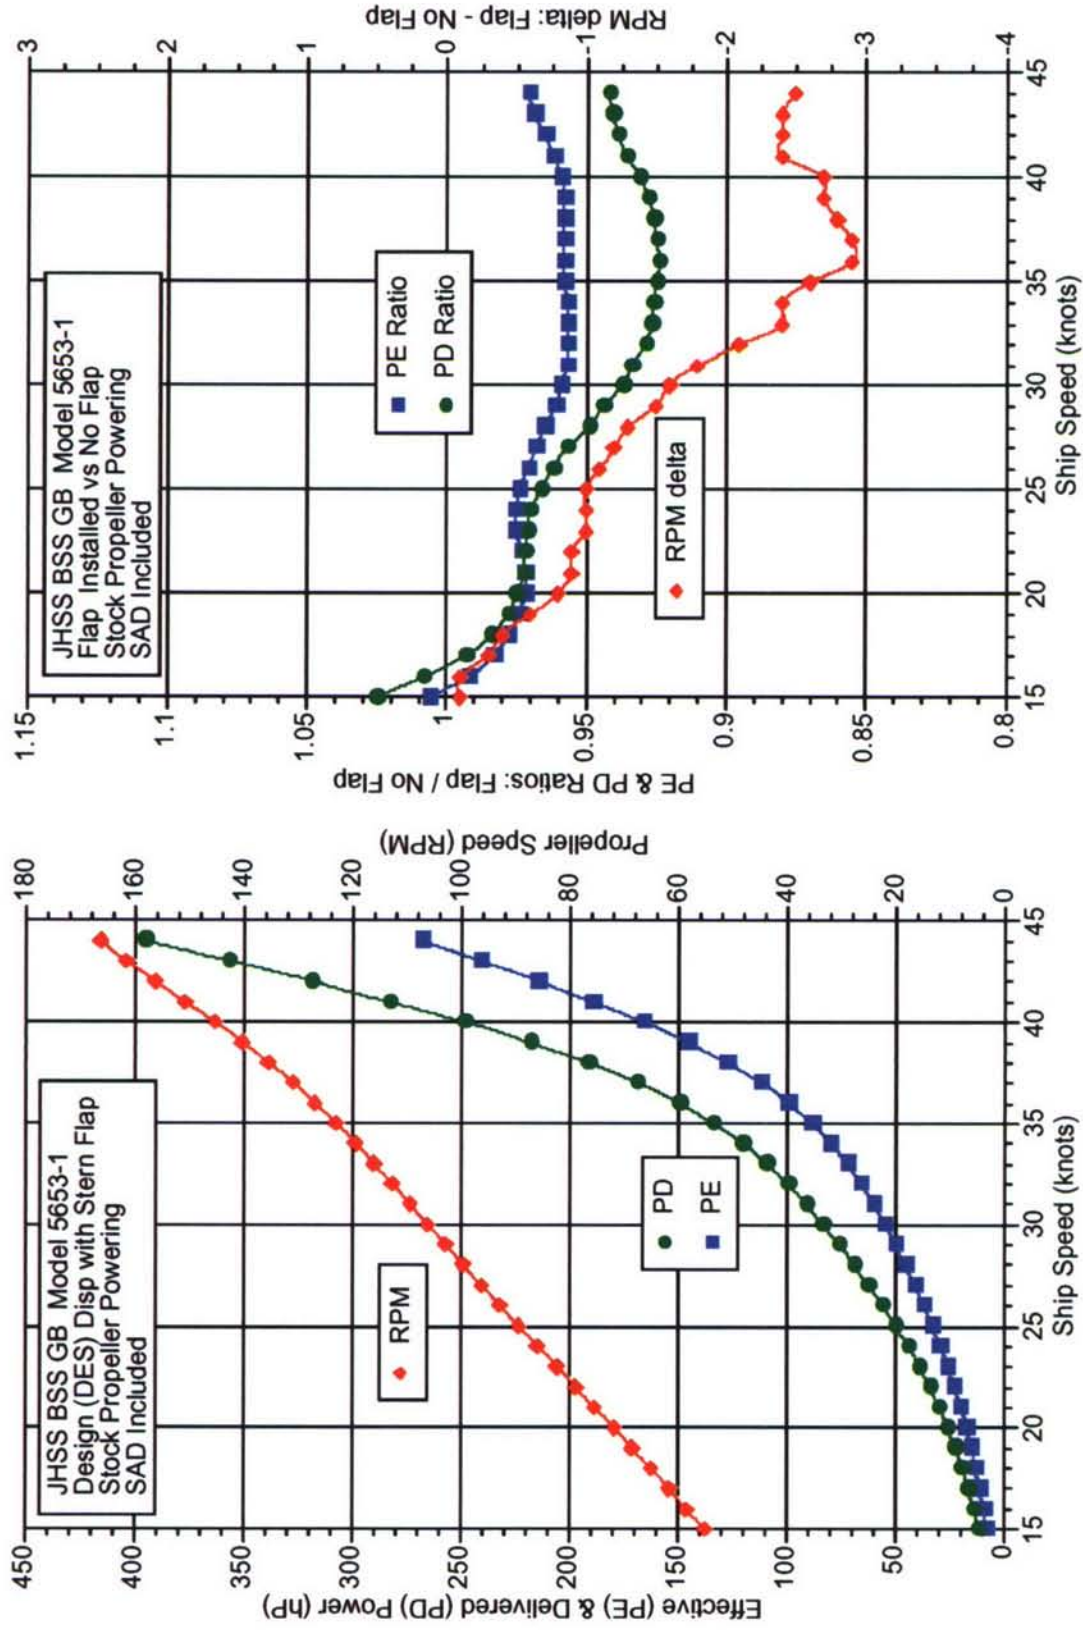 JHSS BSS GB Model 5653-1
Design (DES) Disp with Stern Flap
Stock Propeller Powering
SAD Included
Effective (PE) & Delivered (PD) Power (hP)
450
400
350
300
250
200
150
100
50
0
Propeller Speed (RPM)
180
160
140
120
100
80
60
40
20
0
RPM
PD
PE
15
20
25
30
35
40
45
Ship Speed (knots)
JHSS BSS GB Model 5653-1
Flap Installed vs No Flap
Stock Propeller Powering
SAD Included
PE & PD Ratios: Flap / No Flap
1.15
1.1
1.05
1
0.95
0.9
0.85
0.8
RPM delta: Flap - No Flap
3
2
1
0
-1
-2
-3
-4
PE Ratio
PD Ratio
RPM delta
15
20
25
30
35
40
45
Ship Speed (knots)